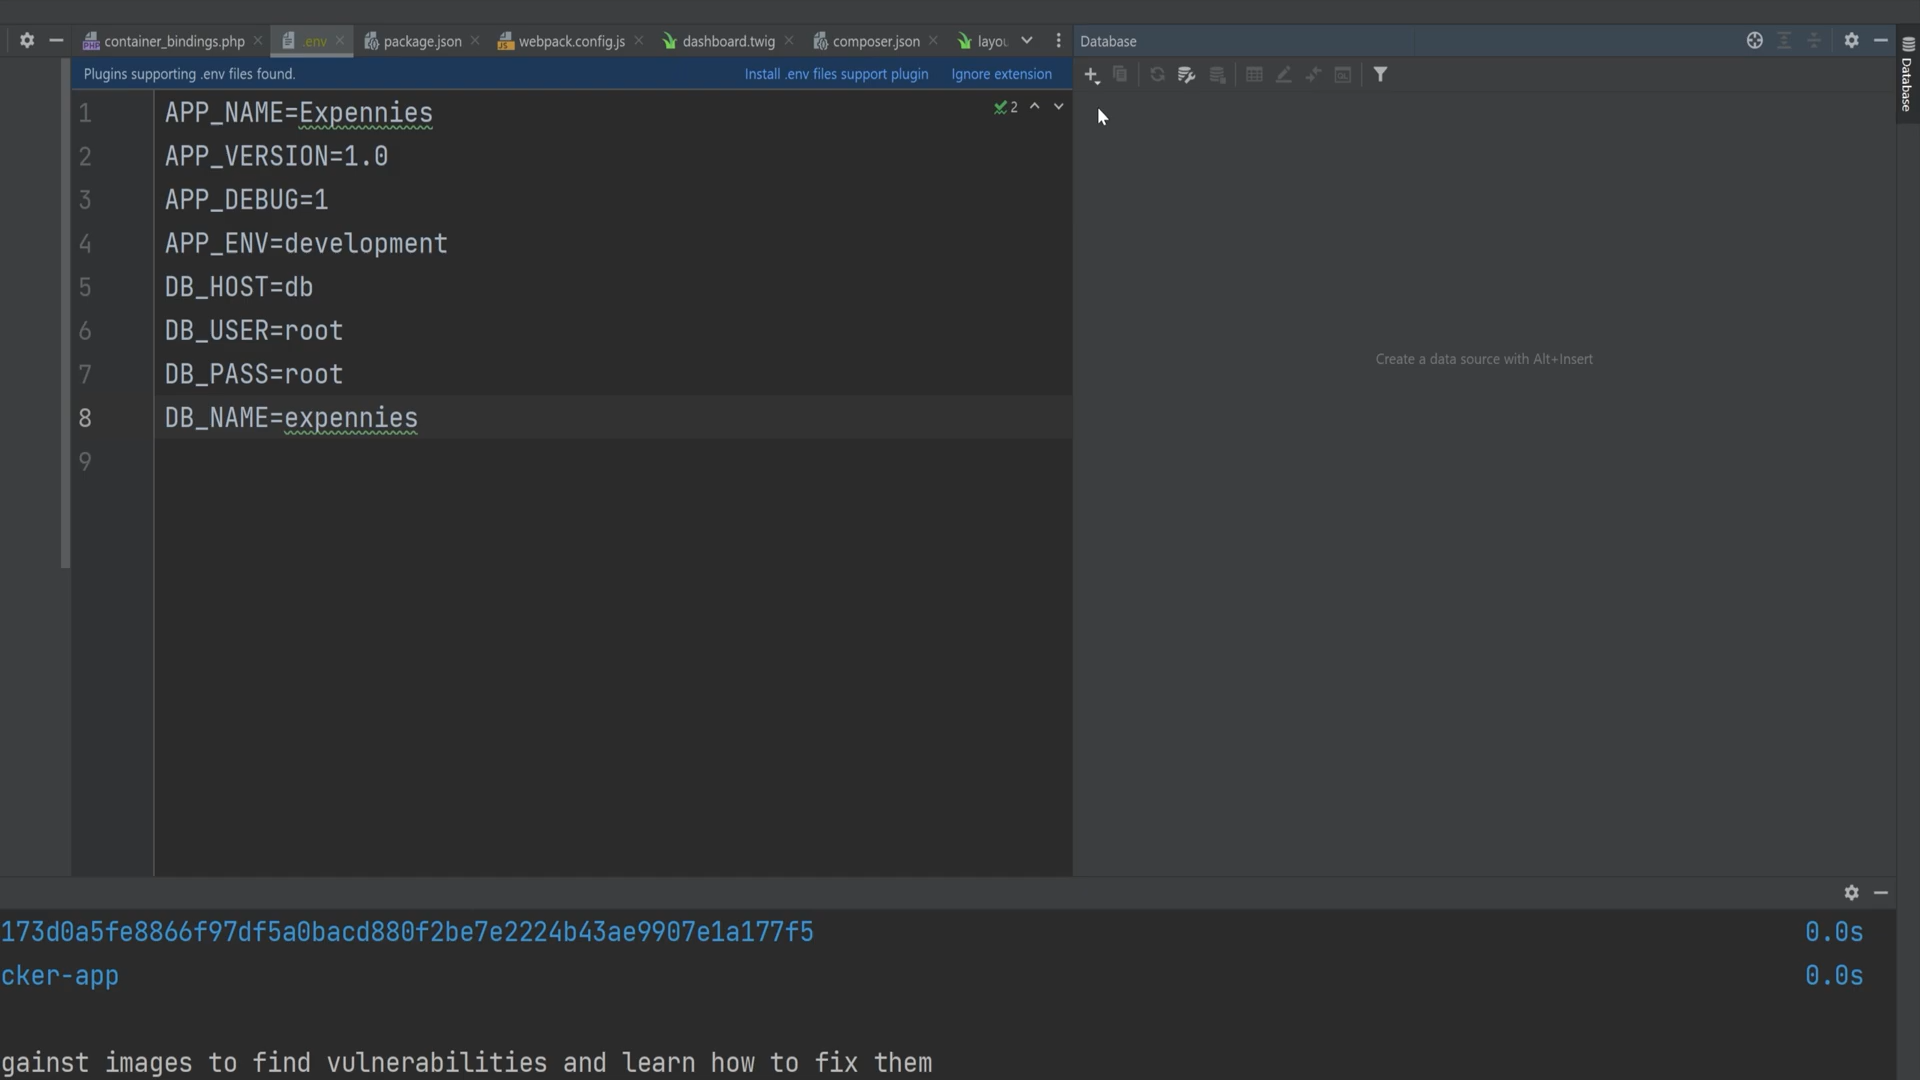 container_bindings.php .env package.json webpack.config.js dashboard.twig composer.json layou Database
Plugins supporting .env files found. Install .env files support plugin Ignore extension
2
1 APP_NAME=Expennies
2 APP_VERSION=1.0
3 APP_DEBUG=1
4 APP_ENV=development
5 DB_HOST=db
6 DB_USER=root
7 DB_PASS=root
8 DB_NAME=expennies
9
Create a data source with Alt+Insert
Database
173d0a5fe8866f97df5a0bacd880f2be7e2224b43ae9907e1a177f5 0.0s
cker-app 0.0s
gainst images to find vulnerabilities and learn how to fix them